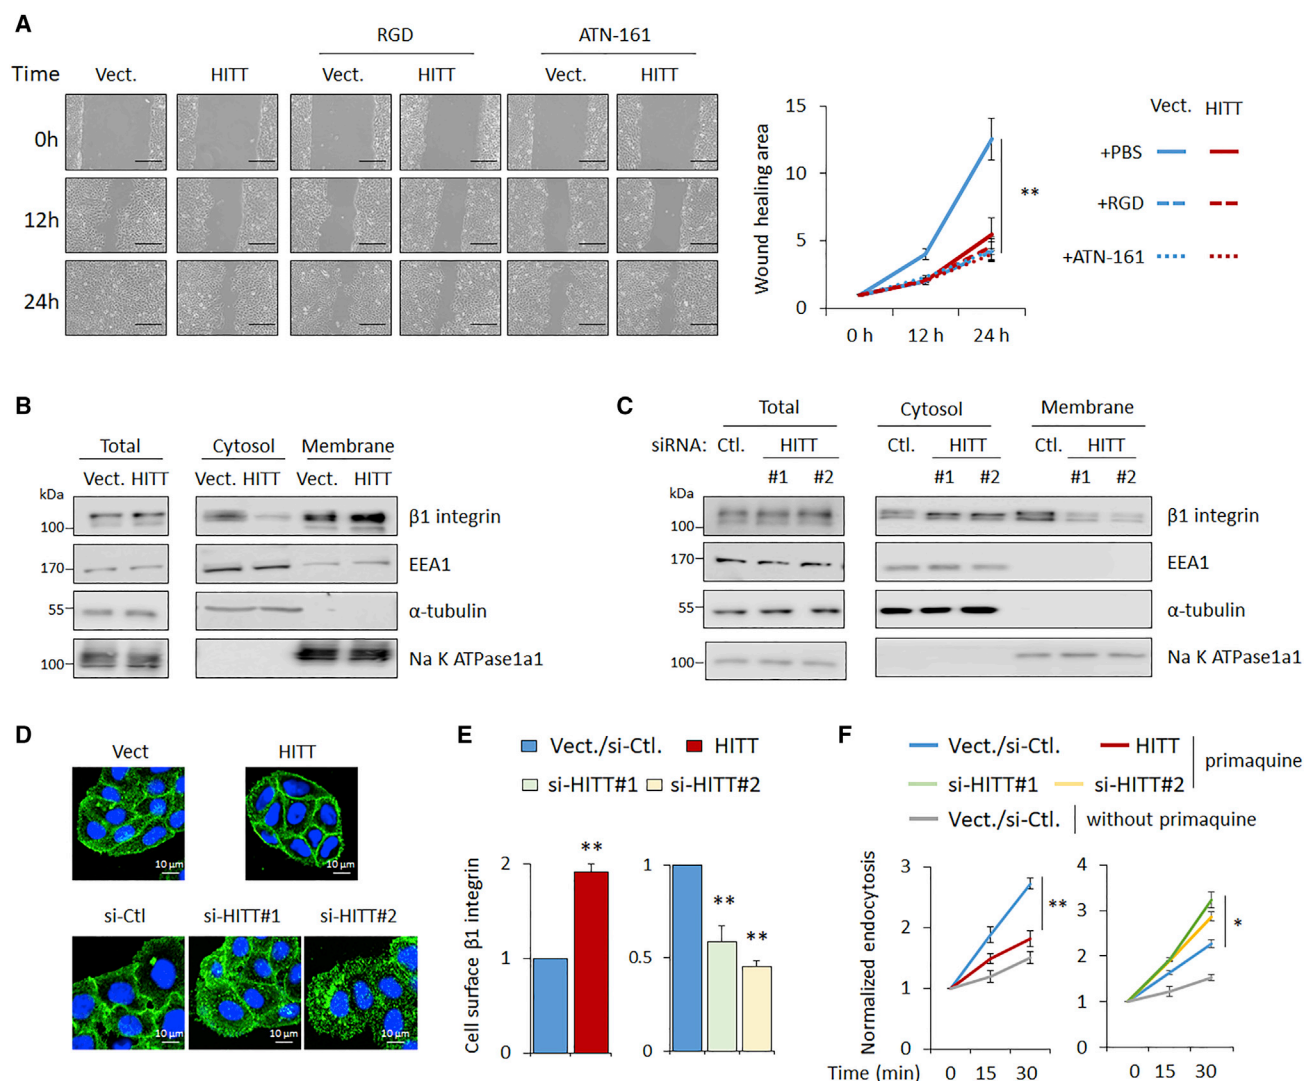 A
RGD ATN-161
Time Vect. HITT Vect. HITT Vect. HITT
0h
12h
24h
Wound healing area
15
10
5
0
0 h 12 h 24 h
**
Vect. HITT
+PBS
+RGD
+ATN-161
B
Total Cytosol Membrane
Vect. HITT Vect. HITT Vect. HITT
kDa
100 β1 integrin
170 EEA1
55 α-tubulin
100 Na K ATPase1a1
C
Total Cytosol Membrane
siRNA: Ctl. HITT Ctl. HITT Ctl. HITT
#1 #2 #1 #2 #1 #2
kDa
100 β1 integrin
170 EEA1
55 α-tubulin
100 Na K ATPase1a1
D
Vect HITT
10 μm 10 μm
si-Ctl si-HITT#1 si-HITT#2
10 μm 10 μm 10 μm
E
Vect./si-Ctl. HITT
si-HITT#1 si-HITT#2
Cell surface β1 integrin
2
1
0
**
1
0.5
0
**
**
F
Vect./si-Ctl. HITT
si-HITT#1 si-HITT#2
primaquine
Vect./si-Ctl. without primaquine
Normalized endocytosis
3
2
1
0
**
4
3
2
1
0
*
Time (min) 0 15 30 0 15 30